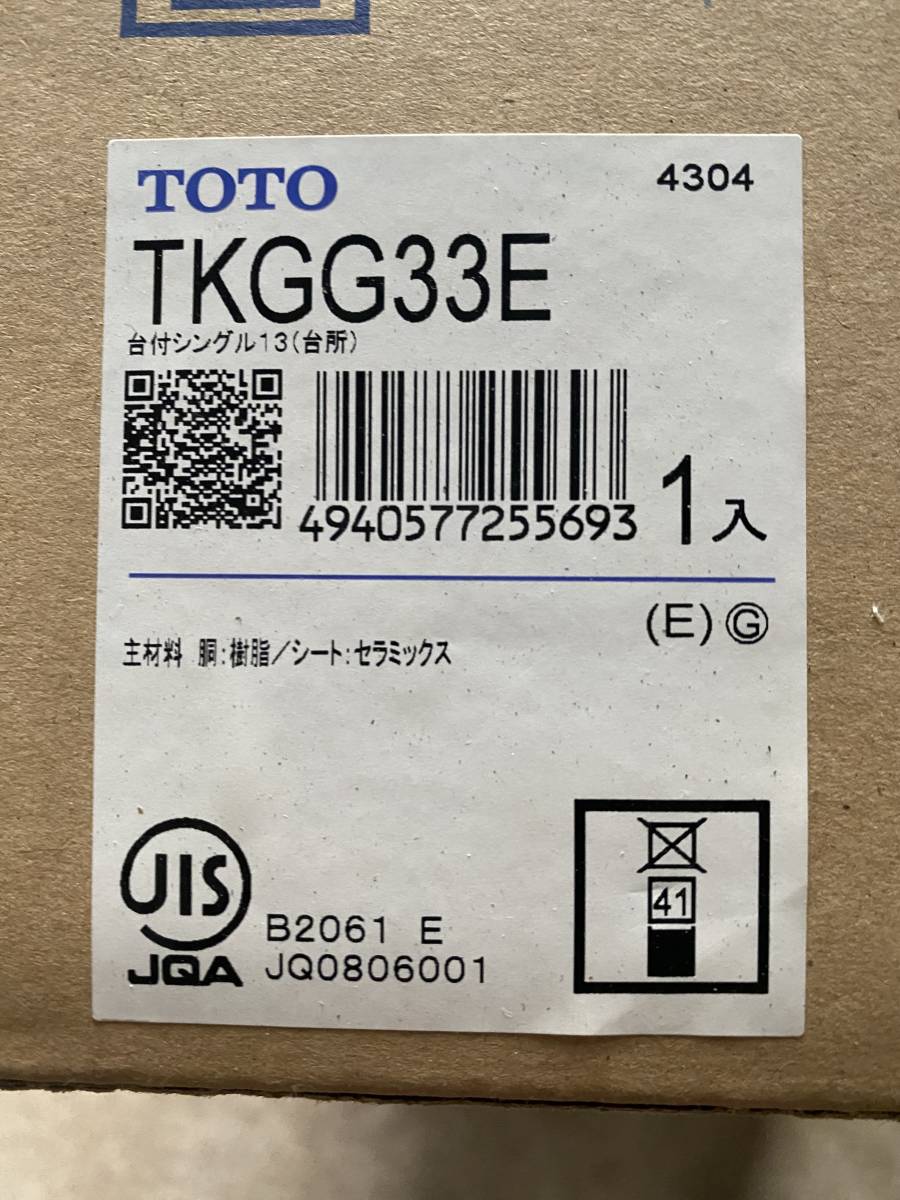 TOTO
4304
TKGG33E
台付シングル13(台所)
4940577255693
1入
(E)Ⓖ
主材料 胴:樹脂/シート:セラミックス
JIS
JQA
B2061 E
JQ0806001
41